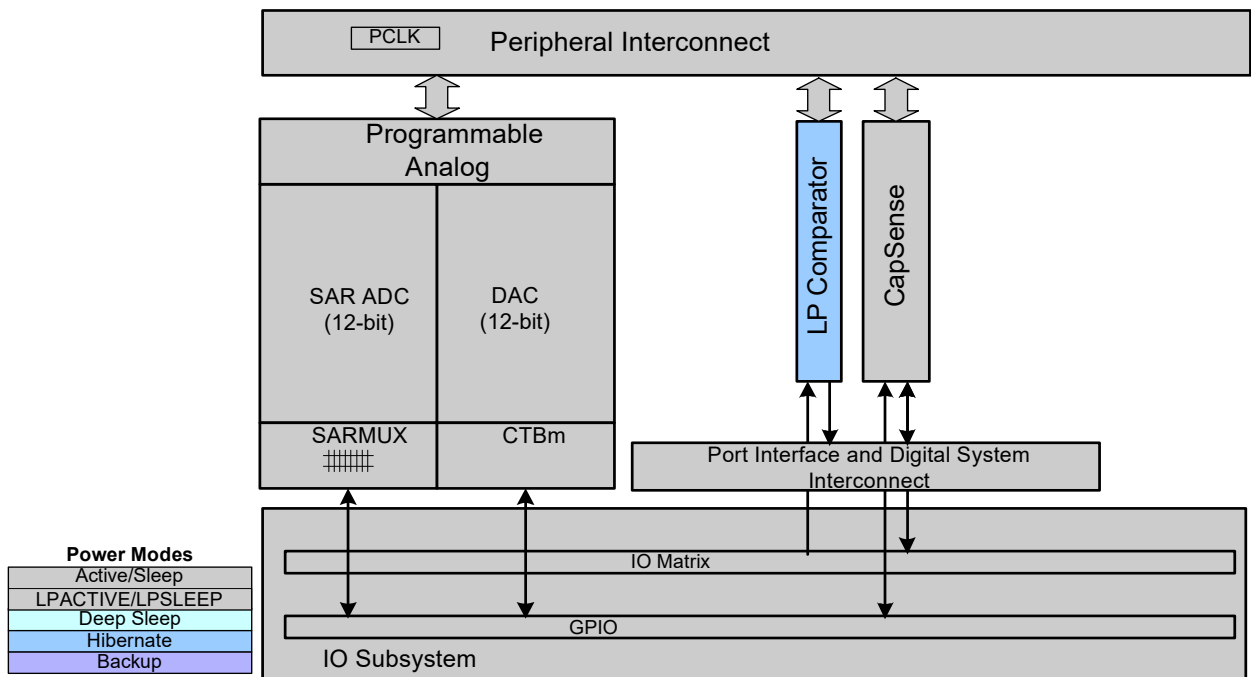 PCLK
Peripheral Interconnect
Programmable
Analog
LP Comparator
CapSense
SAR ADC
(12-bit)
DAC
(12-bit)
SARMUX
CTBm
Port Interface and Digital System
Interconnect
IO Matrix
GPIO
IO Subsystem
Power Modes
Active/Sleep
LPACTIVE/LPSLEEP
Deep Sleep
Hibernate
Backup